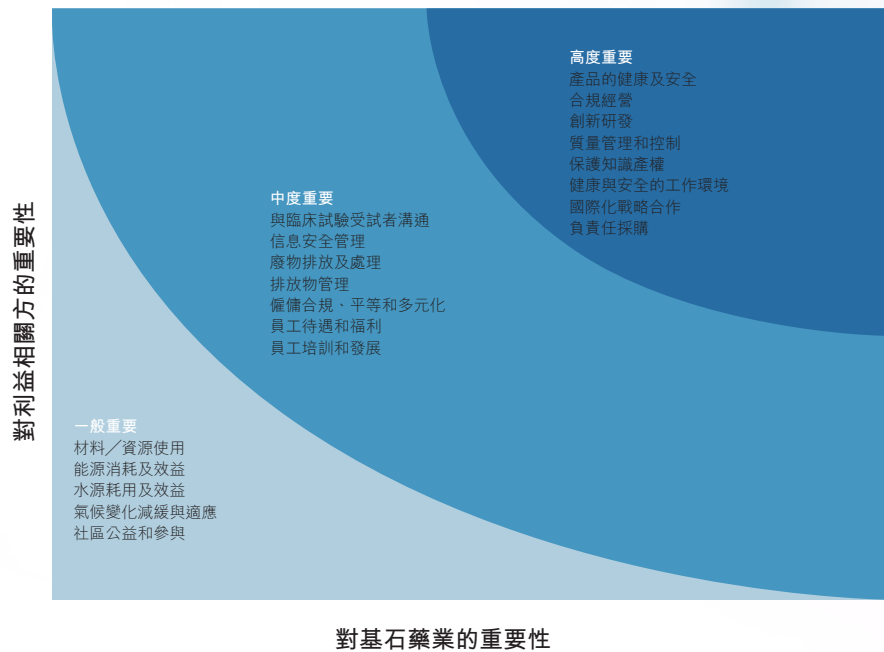 高度重要
產品的健康及安全
合規經營
創新研發
質量管理和控制
保護知識產權
健康與安全的工作環境
國際化戰略合作
負責任採購
中度重要
與臨床試驗受試者溝通
信息安全管理
廢物排放及處理
排放物管理
僱傭合規、平等和多元化
員工待遇和福利
員工培訓和發展
一般重要
材料／資源使用
能源消耗及效益
水源耗用及效益
氣候變化減緩與適應
社區公益和參與
對利益相關方的重要性
對基石藥業的重要性